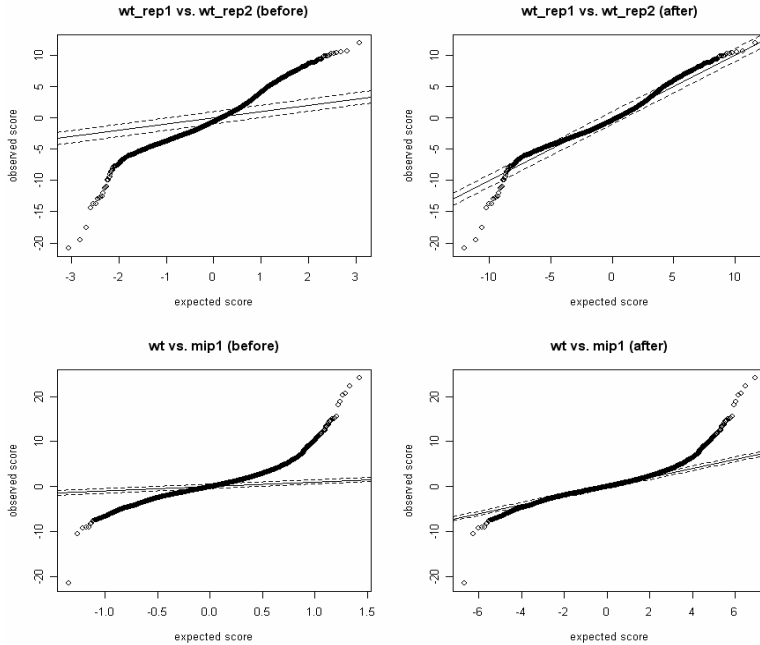 wt_rep1 vs. wt_rep2 (before)
wt_rep1 vs. wt_rep2 (after)
observed score
10
5
0
-5
-10
-15
-20
-3 -2 -1 0 1 2 3
expected score
observed score
10
5
0
-5
-10
-15
-20
-10 -5 0 5 10
expected score
wt vs. mip1 (before)
wt vs. mip1 (after)
observed score
20
10
0
-10
-20
-1.0 -0.5 0.0 0.5 1.0 1.5
expected score
observed score
20
10
0
-10
-20
-6 -4 -2 0 2 4 6
expected score